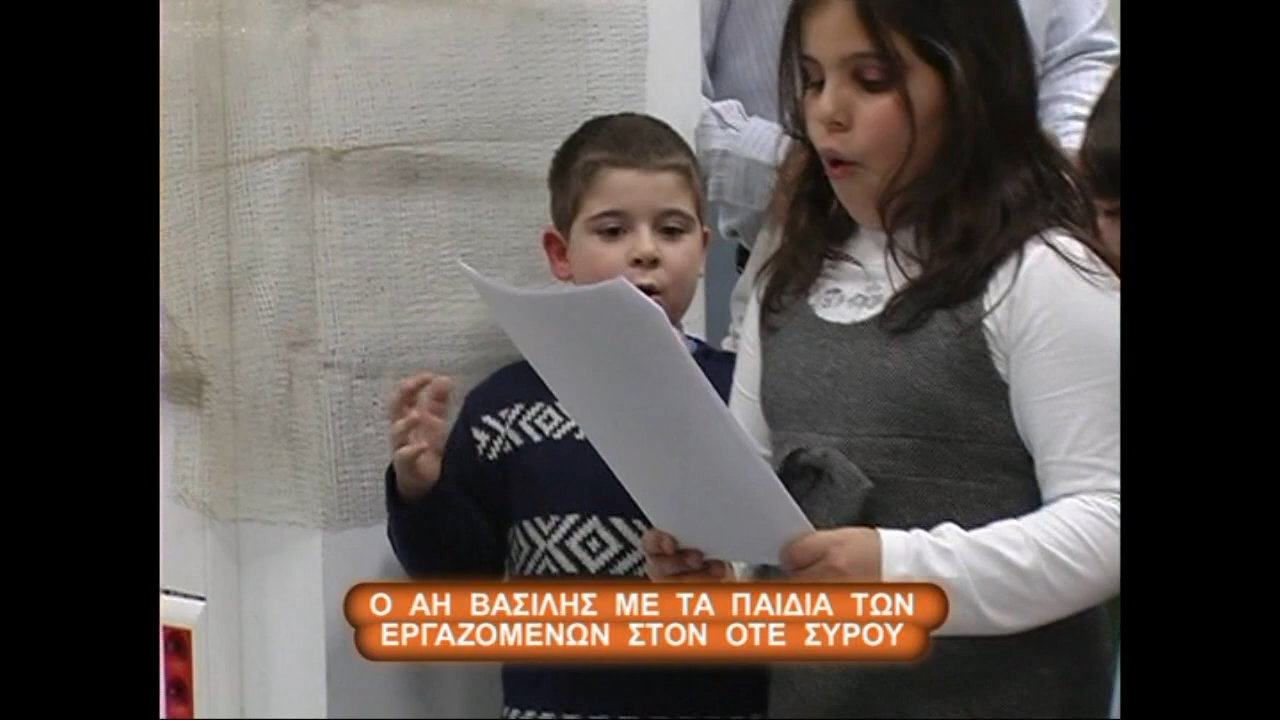 Ο ΑΗ ΒΑΣΙΛΗΣ ΜΕ ΤΑ ΠΑΙΔΙΑ ΤΩΝ
ΕΡΓΑΖΟΜΕΝΩΝ ΣΤΟΝ ΟΤΕ ΣΥΡΟΥ